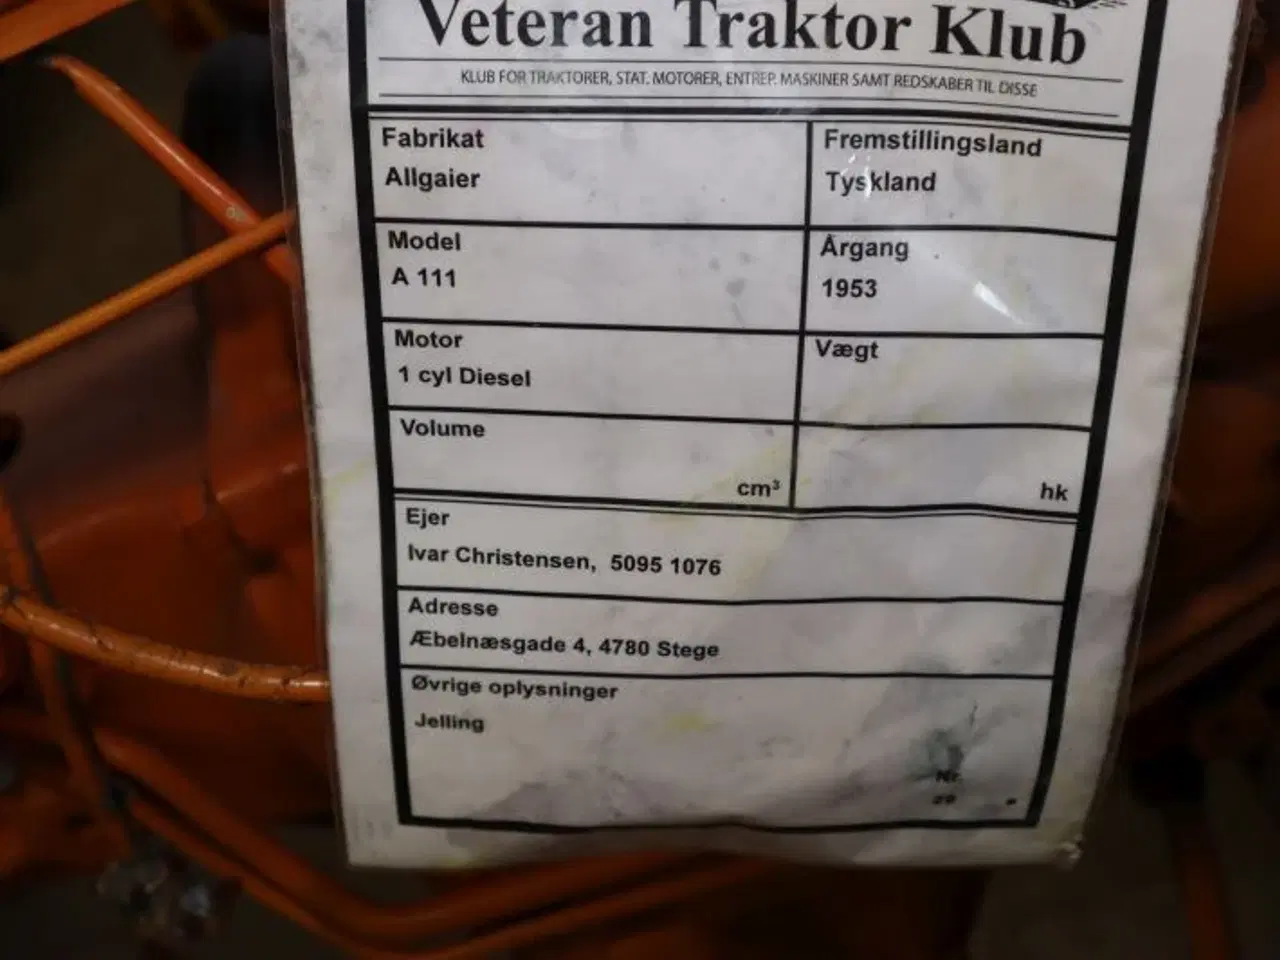 Veteran Traktor Klub
KLUB FOR TRAKTORER, STAT. MOTORER, ENTREP. MASKINER SAMT REDSKABER TIL DISSE
Fabrikat
Allgaier
Fremstillingsland
Tyskland
Model
A 111
Årgang
1953
Motor
1 cyl Diesel
Vægt
Volume
cm³
hk
Ejer
Ivar Christensen, 5095 1076
Adresse
Æbelnæsgade 4, 4780 Stege
Øvrige oplysninger
Jelling
Nr.